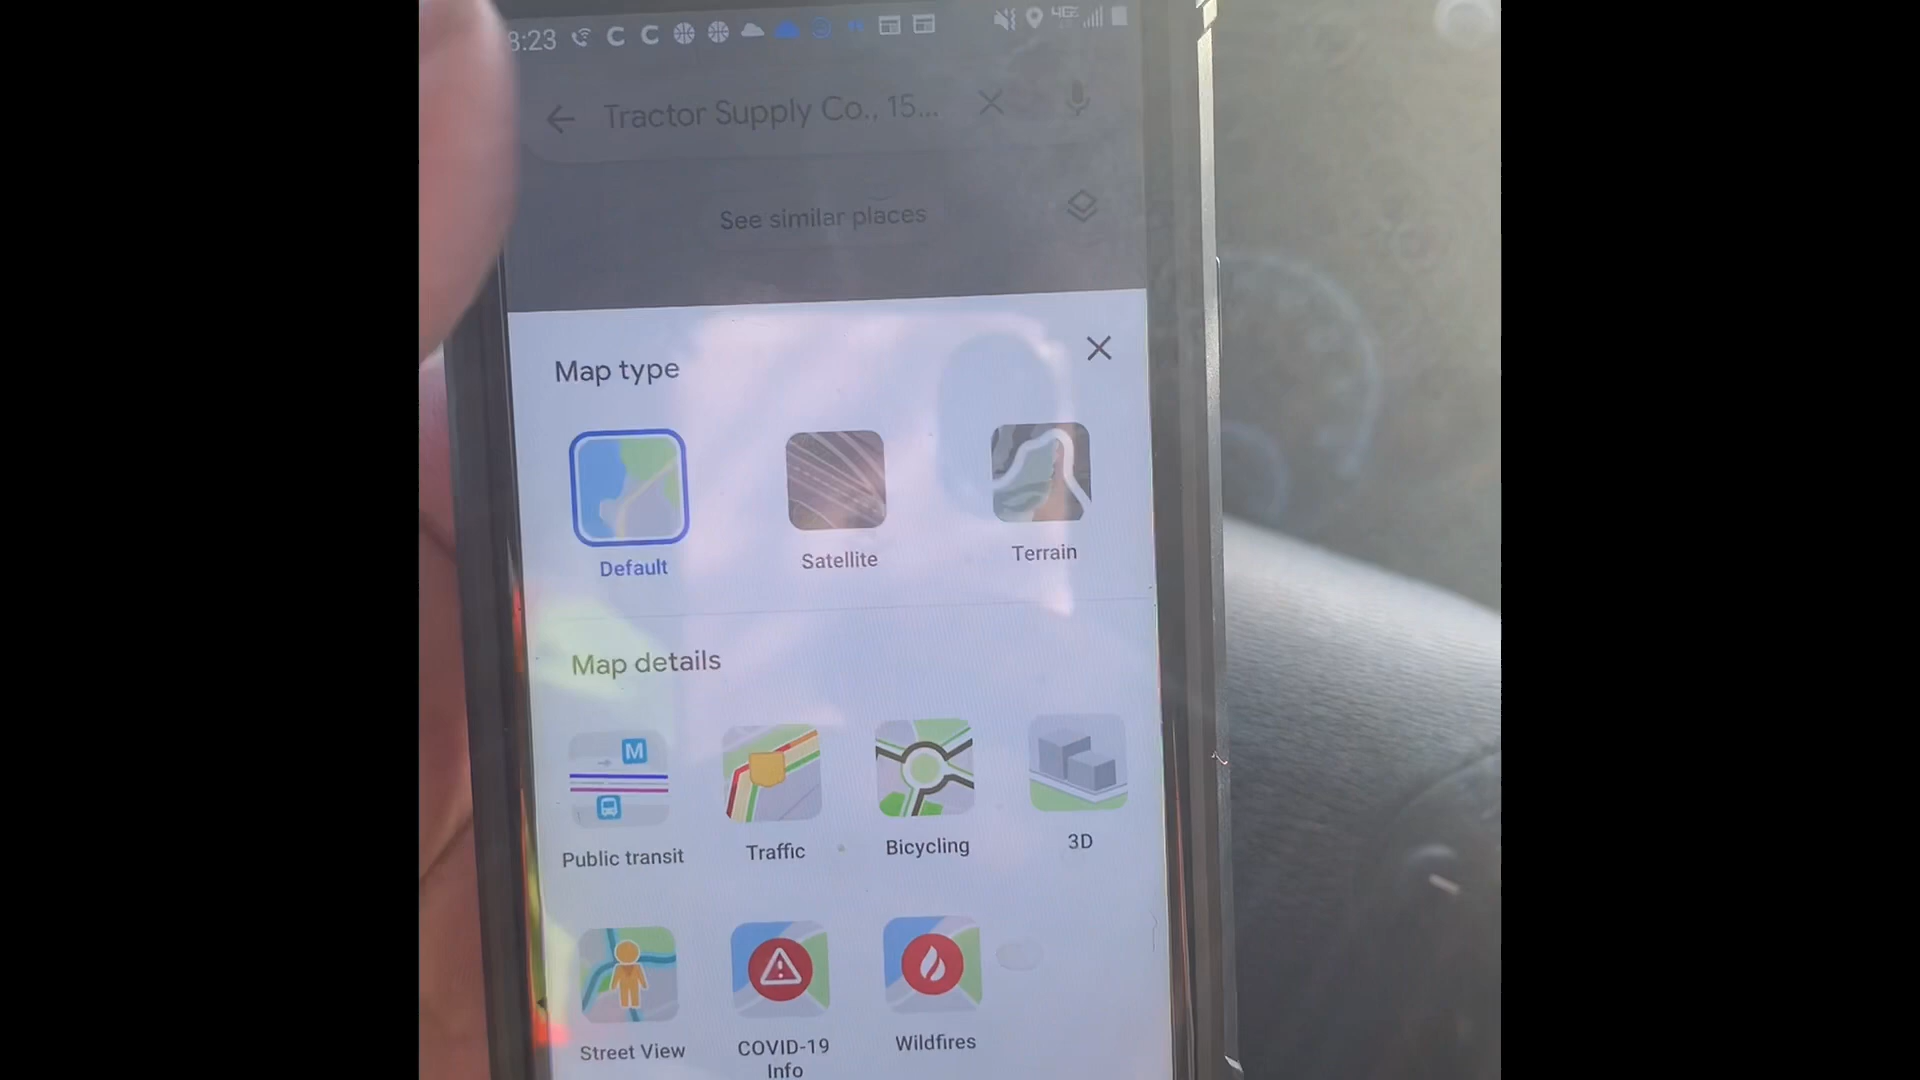 8:23 C C 4GE
Tractor Supply Co., 15...
See similar places
Map type
Default
Satellite
Terrain
Map details
M
Public transit
Traffic
Bicycling
3D
Street View
COVID-19
Info
Wildfires